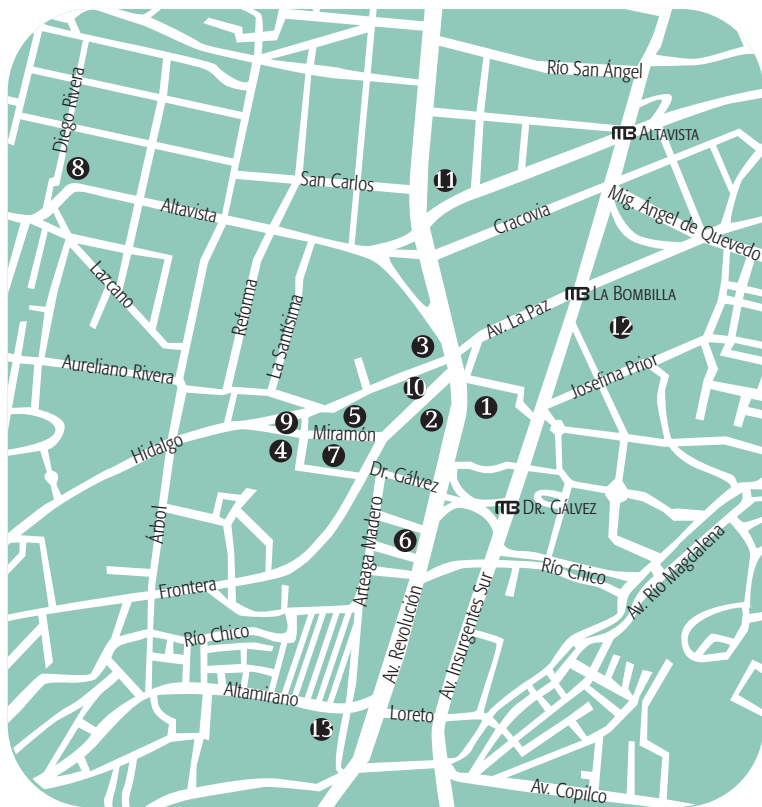 Río San Ángel
Diego Rivera
MB ALTAVISTA
8
San Carlos
11
Altavista
Cracovia
Mig. Ángel de Quevedo
Lazcano
Reforma
La Santísima
MB LA BOMBILLA
Av. La Paz
12
3
Aureliano Rivera
Josefina Prior
10
1
5
2
9
Miramón
Hidalgo
4
7
Dr. Gálvez
MB DR. GÁLVEZ
Árbol
Arteaga Madero
6
Río Chico
Av. Río Magdalena
Frontera
Av. Revolución
Av. Insurgentes Sur
Río Chico
Altamirano
Loreto
13
Av. Copilco